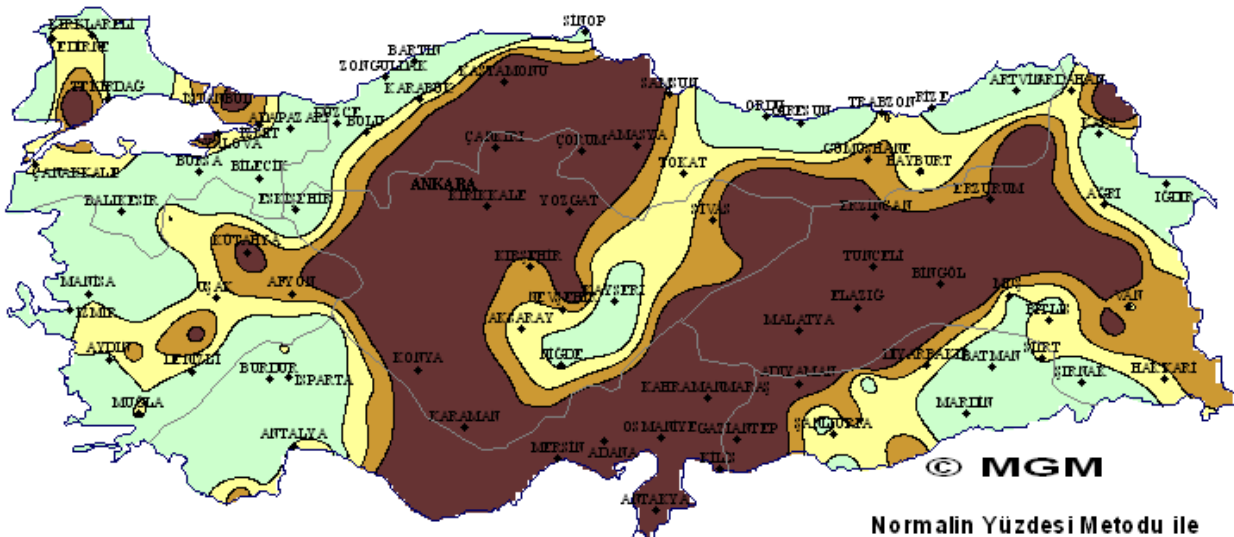 SİNOP
KIRKLARELİ
EDİRNE
BARTIN
ZONGULDAK
KASTAMONU
KARABÜK
SAMSUN
ARTVİN
ARDAHAN
TEKİRDAĞ
İSTANBUL
ORDU
GİRESUN
TRABZON
RİZE
ADAPAZARI
DÜZCE
BOLU
KARS
YALOVA
ÇANKIRI
ÇORUM
AMASYA
GÜMÜŞHANE
BAYBURT
BURSA
BİLECİK
TOKAT
ÇANAKKALE
ANKARA
KIRIKKALE
YOZGAT
ERZURUM
AĞRI
IĞDIR
BALIKESİR
ESKİŞEHİR
SİVAS
ERZİNCAN
KÜTAHYA
KIRŞEHİR
TUNCELİ
BİNGÖL
MANİSA
UŞAK
AFYON
NEVŞEHİR
KAYSERİ
ELAZIĞ
MUŞ
VAN
İZMİR
AKSARAY
MALATYA
BİTLİS
AYDIN
DENİZLİ
BURDUR
ISPARTA
KONYA
NİĞDE
DİYARBAKIR
BATMAN
SİİRT
HAKKARİ
ADIYAMAN
KAHRAMANMARAŞ
ŞIRNAK
MUĞLA
KARAMAN
MARDİN
ANTALYA
MERSİN
ADANA
OSMANİYE
GAZİANTEP
ŞANLIURFA
KİLİS
© MGM
ANTAKYA
Normalin Yüzdesi Metodu ile